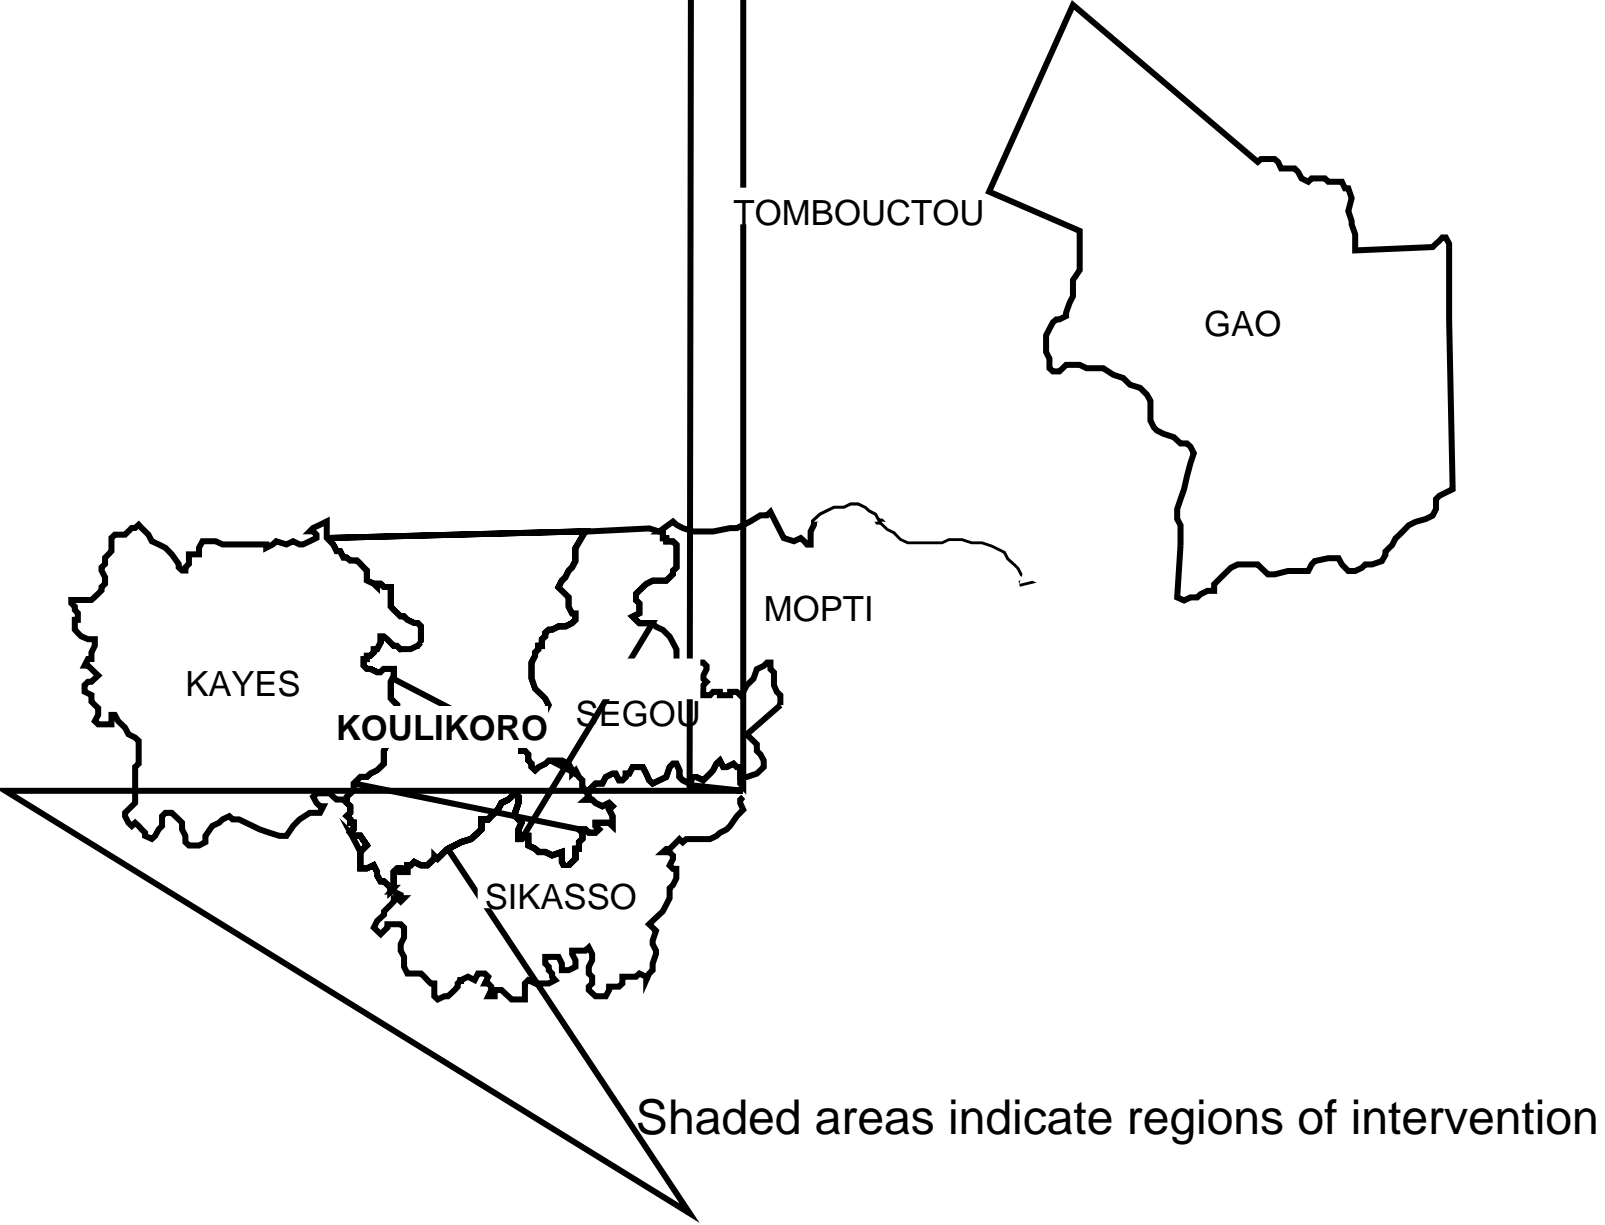 TOMBOUCTOU
GAO
MOPTI
KAYES
SEGOU
KOULIKORO
SIKASSO
Shaded areas indicate regions of intervention